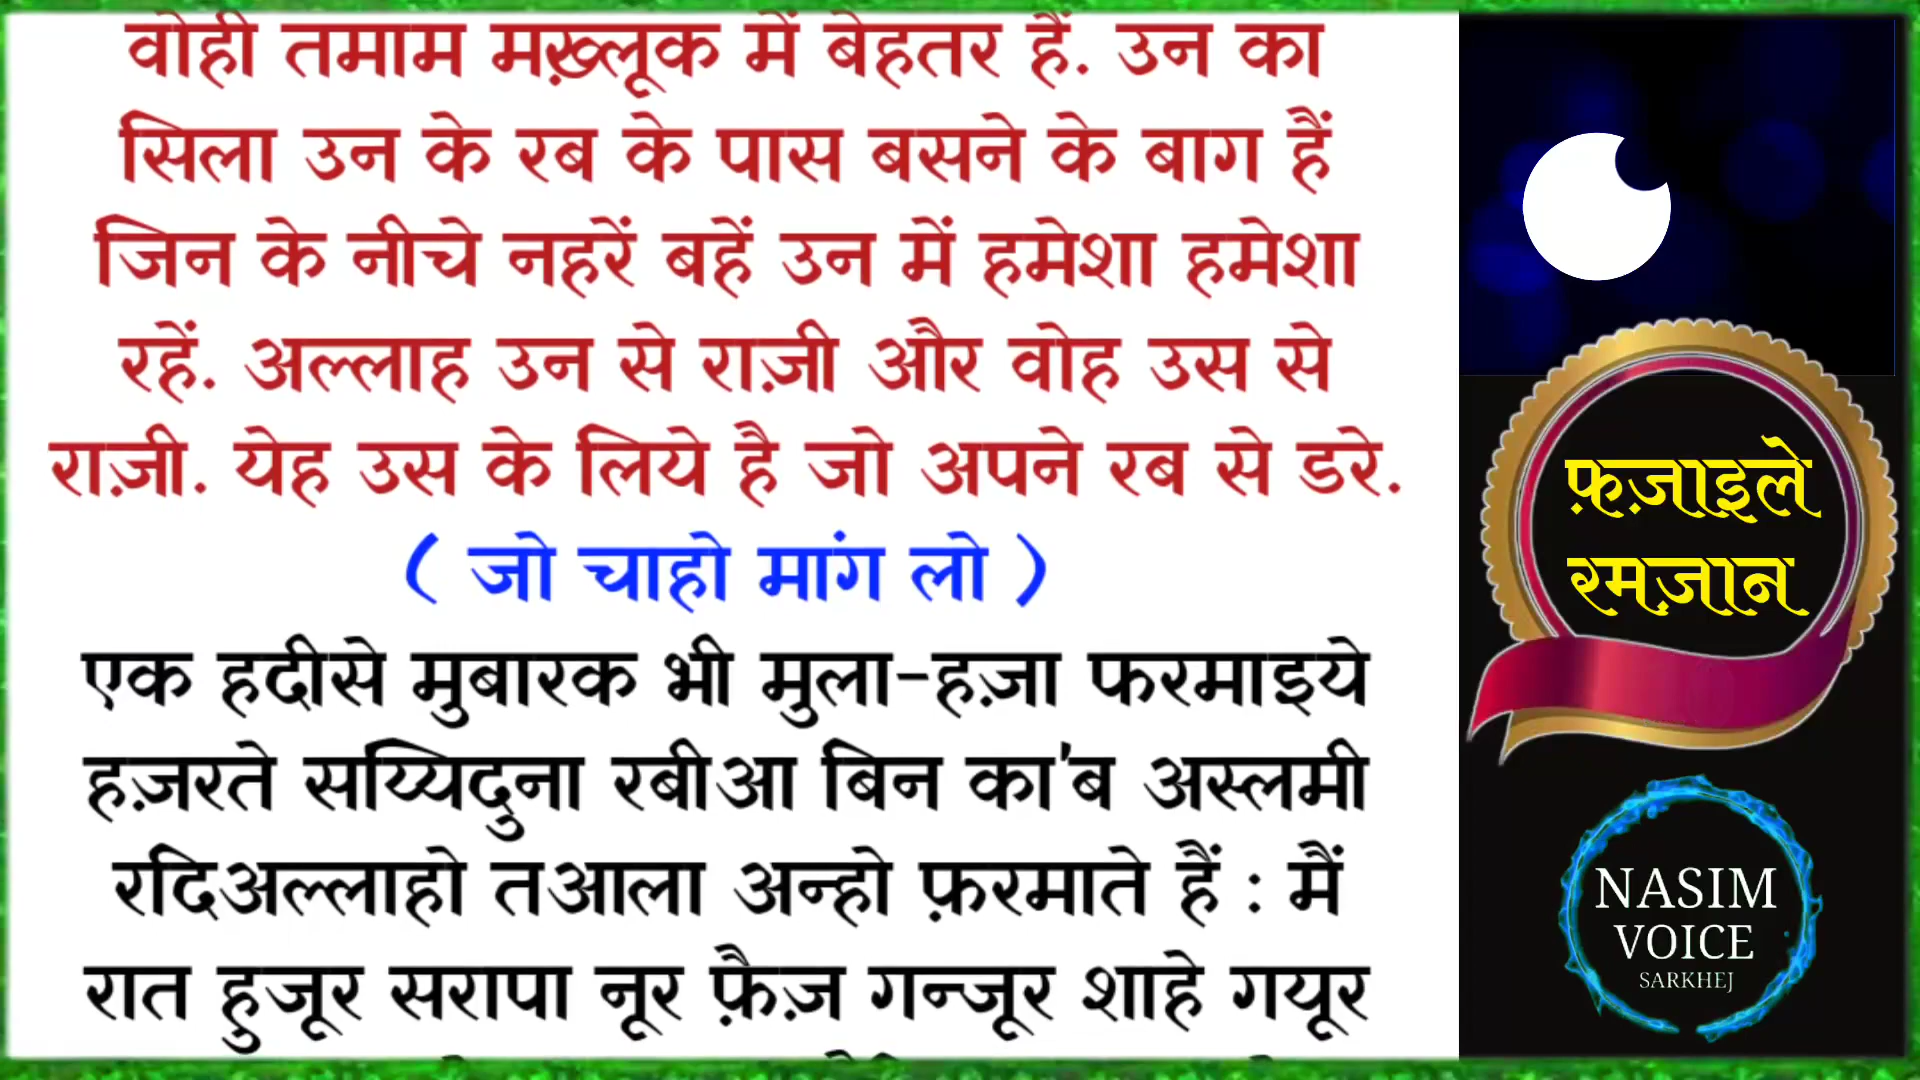 वोही तमाम मख़्लूक में बेहतर हैं. उन का
सिला उन के रब के पास बसने के बाग हैं
जिन के नीचे नहरें बहें उन में हमेशा हमेशा
रहें. अल्लाह उन से राज़ी और वोह उस से
राज़ी. येह उस के लिये है जो अपने रब से डरे.
( जो चाहो मांग लो )
एक हदीसे मुबारक भी मुला-हज़ा फरमाइये
हज़रते सय्यिदुना रबीआ बिन का'ब अस्लमी
रदिअल्लाहो तआला अन्हो फ़रमाते हैं : मैं
रात हुजूर सरापा नूर फ़ैज़ गन्जूर शाहे गयूर
फ़ज़ाइले
रमज़ान
NASIM
VOICE
SARKHEJ